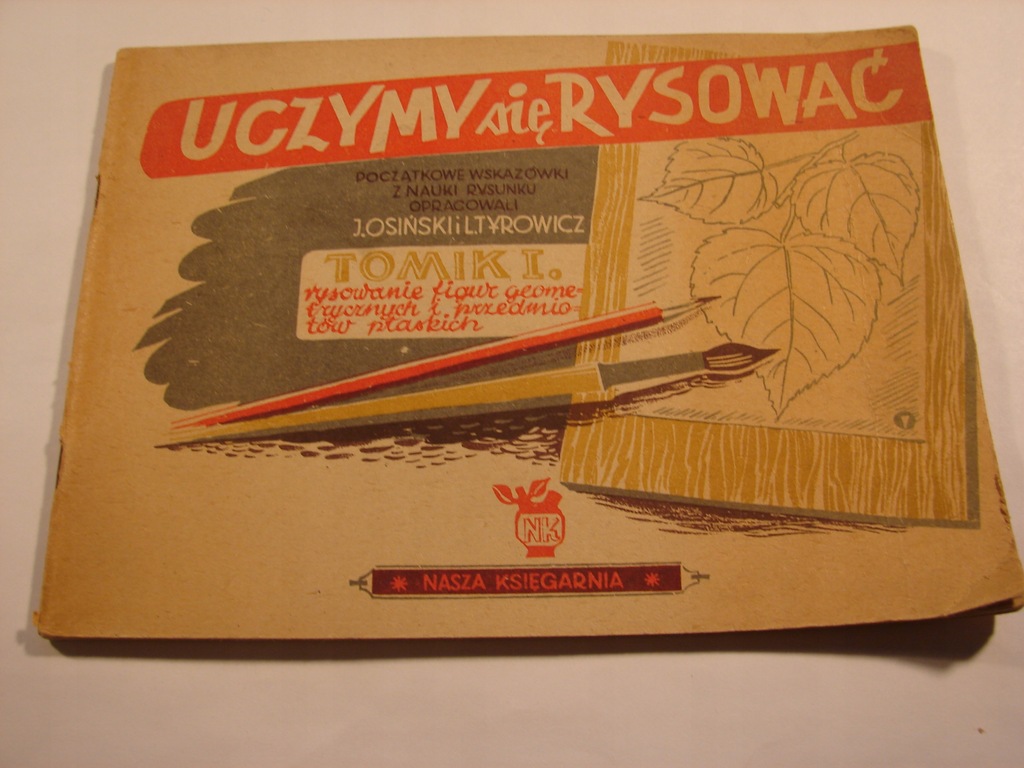 UCZYMY się RYSOWAĆ
POCZĄTKOWE WSKAZÓWKI
Z NAUKI RYSUNKU
OPRACOWALI
J.OSIŃSKI i L.TYROWICZ
TOMIK I.
rysowanie figur geome-
trycznych i przedmio-
tów płaskich
T
NK
* NASZA KSIĘGARNIA *